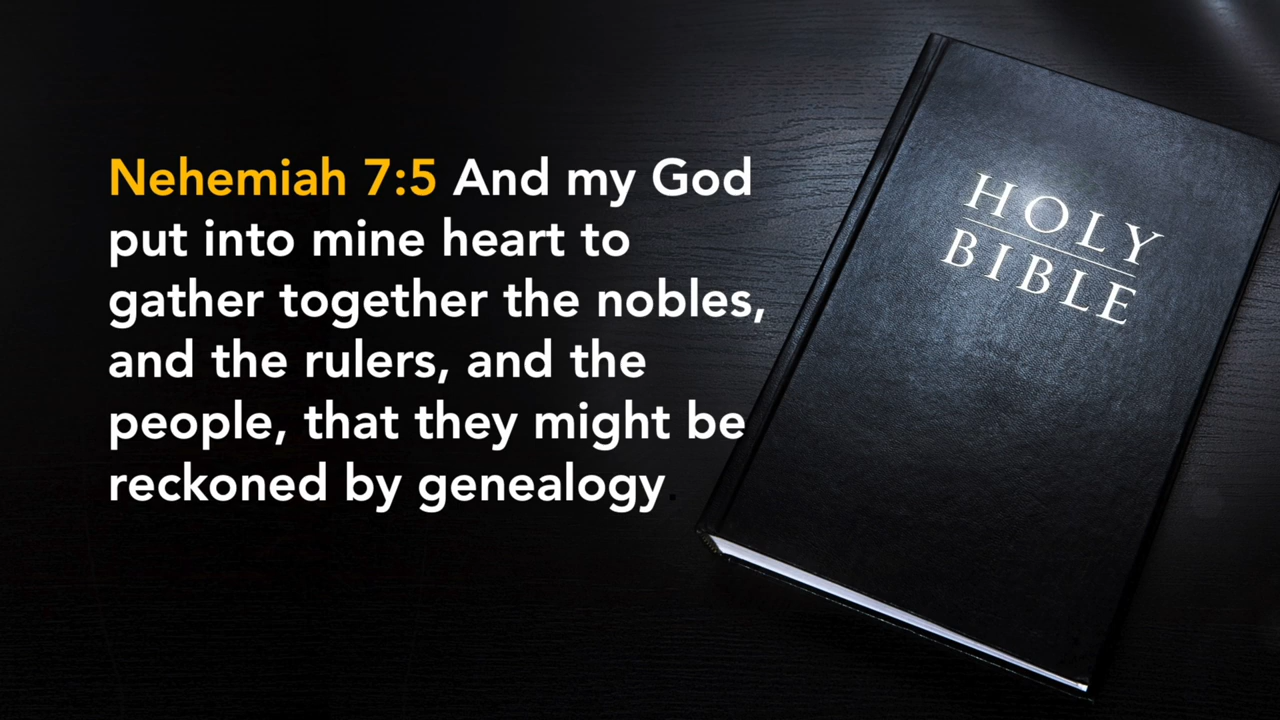 Nehemiah 7:5 And my God
put into mine heart to
gather together the nobles,
and the rulers, and the
people, that they might be
reckoned by genealogy.
HOLY
BIBLE